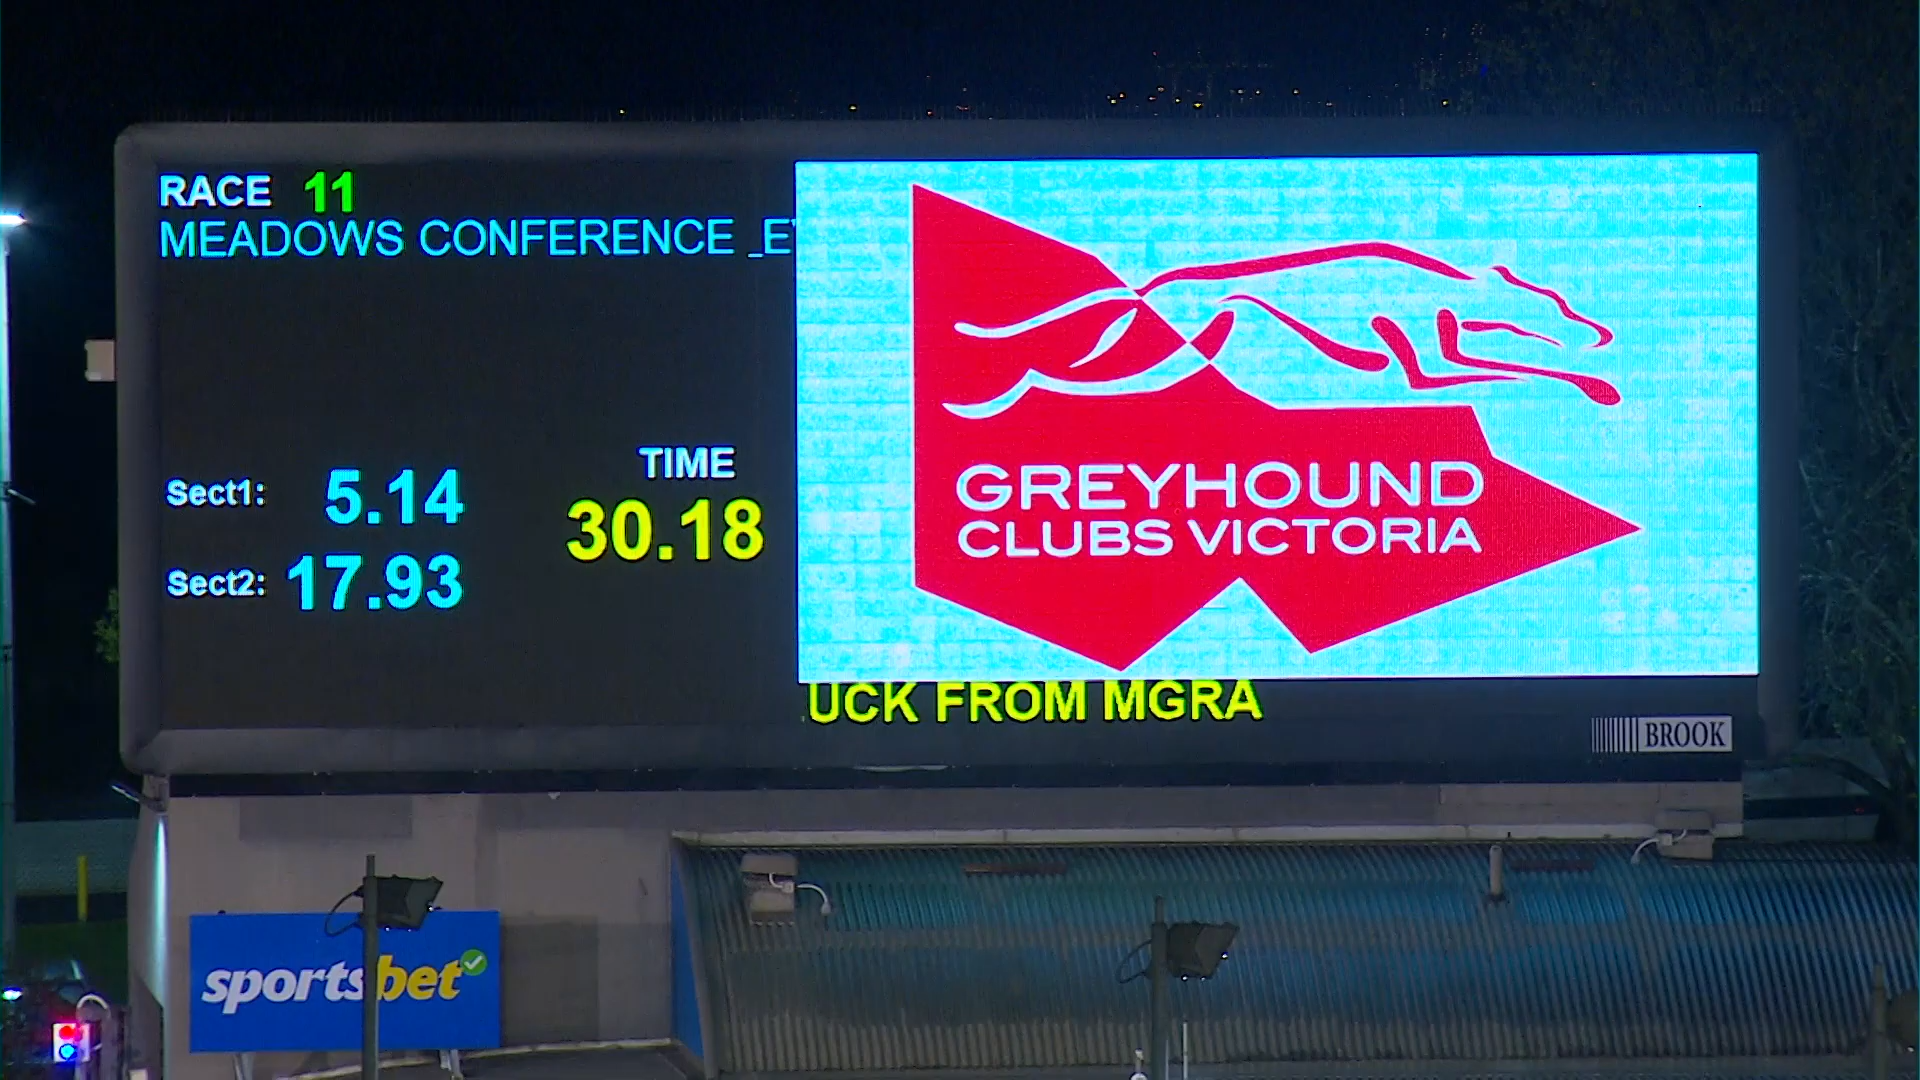 RACE 11
MEADOWS CONFERENCE _E
TIME
Sect1: 5.14
30.18
Sect2: 17.93
GREYHOUND
CLUBS VICTORIA
UCK FROM MGRA
BROOK
sportsbet